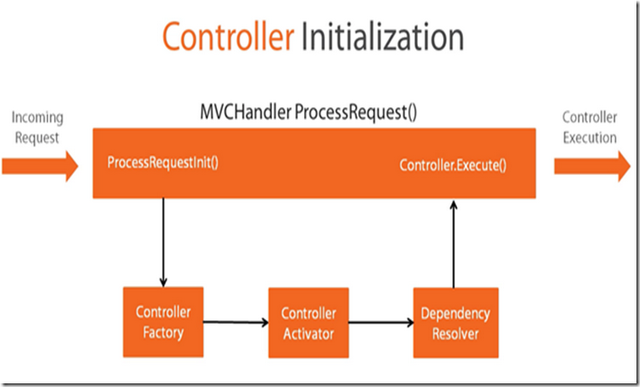 Controller Initialization
Incoming
Request
MVCHandler ProcessRequest()
Controller
Execution
ProcessRequestInit()
Controller.Execute()
Controller
Factory
Controller
Activator
Dependency
Resolver